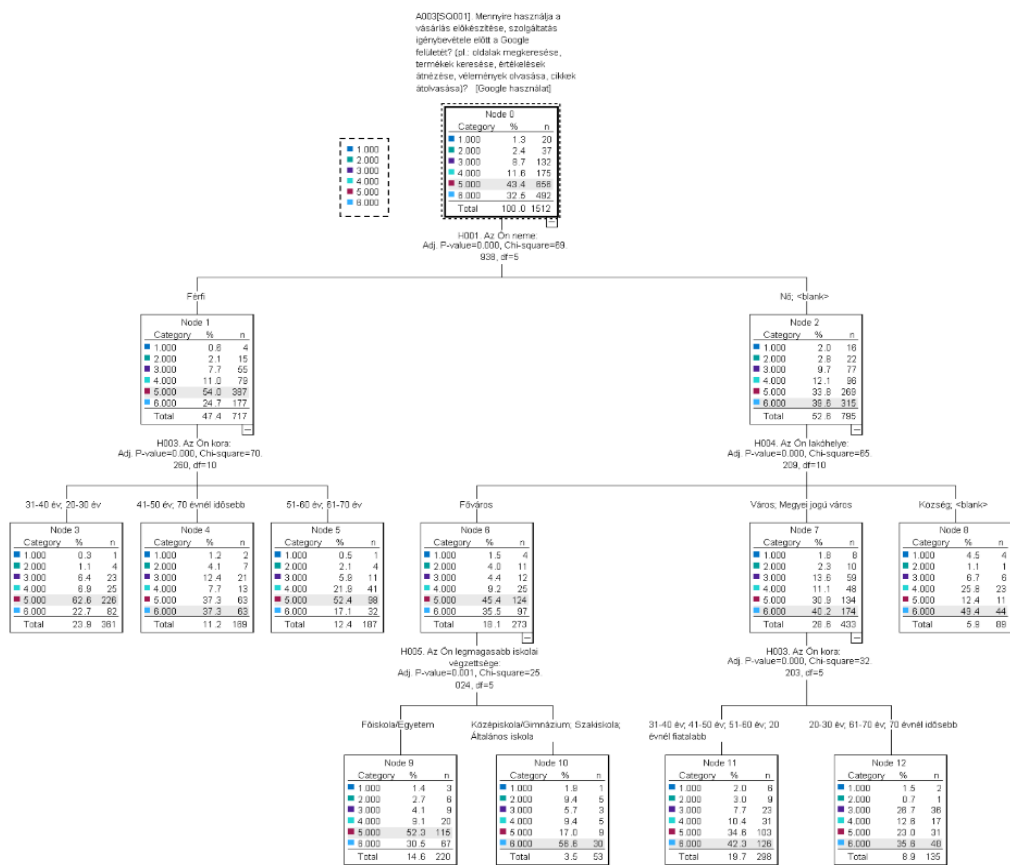 A003[SQ001]. Mennyire használja a
vásárlás előkészítése, szolgáltatás
igénybevétele előtt a Google
felületét? (pl.: oldalak megkeresése,
termékek keresése, értékelések
átnézése, vélemények olvasása, cikkek
átolvasása)? [Google használat]
1.000
2.000
3.000
4.000
5.000
6.000
Node 0
Category % n
1.000 1.3 20
2.000 2.4 37
3.000 8.7 132
4.000 11.6 175
5.000 43.4 656
6.000 32.5 492
Total 100.0 1512
H001. Az Ön neme:
Adj. P-value=0.000, Chi-square=69.
938, df=5
Férfi
Nő; <blank>
Node 1
Category % n
1.000 0.6 4
2.000 2.1 15
3.000 7.7 55
4.000 11.0 79
5.000 54.0 387
6.000 24.7 177
Total 47.4 717
Node 2
Category % n
1.000 2.0 16
2.000 2.8 22
3.000 9.7 77
4.000 12.1 96
5.000 33.8 269
6.000 39.6 315
Total 52.6 795
H003. Az Ön kora:
Adj. P-value=0.000, Chi-square=70.
260, df=10
H004. Az Ön lakóhelye:
Adj. P-value=0.000, Chi-square=65.
209, df=10
31-40 év; 20-30 év
41-50 év; 70 évnél idősebb
51-60 év; 61-70 év
Főváros
Város; Megyei jogú város
Község; <blank>
Node 3
Category % n
1.000 0.3 1
2.000 1.1 4
3.000 6.4 23
4.000 6.9 25
5.000 62.6 226
6.000 22.7 82
Total 23.9 361
Node 4
Category % n
1.000 1.2 2
2.000 4.1 7
3.000 12.4 21
4.000 7.7 13
5.000 37.3 63
6.000 37.3 63
Total 11.2 169
Node 5
Category % n
1.000 0.5 1
2.000 2.1 4
3.000 5.9 11
4.000 21.9 41
5.000 52.4 98
6.000 17.1 32
Total 12.4 187
Node 6
Category % n
1.000 1.5 4
2.000 4.0 11
3.000 4.4 12
4.000 9.2 25
5.000 45.4 124
6.000 35.5 97
Total 18.1 273
Node 7
Category % n
1.000 1.8 8
2.000 2.3 10
3.000 13.6 59
4.000 11.1 48
5.000 30.9 134
6.000 40.2 174
Total 28.6 433
Node 8
Category % n
1.000 4.5 4
2.000 1.1 1
3.000 6.7 6
4.000 25.8 23
5.000 12.4 11
6.000 49.4 44
Total 5.9 89
H005. Az Ön legmagasabb iskolai
végzettsége:
Adj. P-value=0.001, Chi-square=25.
024, df=5
H003. Az Ön kora:
Adj. P-value=0.000, Chi-square=32.
203, df=5
Főiskola/Egyetem
Középiskola/Gimnázium; Szakiskola;
Általános iskola
31-40 év; 41-50 év; 51-60 év; 20
évnél fiatalabb
20-30 év; 61-70 év; 70 évnél idősebb
Node 9
Category % n
1.000 1.4 3
2.000 2.7 6
3.000 4.1 9
4.000 9.1 20
5.000 52.3 115
6.000 30.5 67
Total 14.6 220
Node 10
Category % n
1.000 1.9 1
2.000 9.4 5
3.000 5.7 3
4.000 9.4 5
5.000 17.0 9
6.000 56.6 30
Total 3.5 53
Node 11
Category % n
1.000 2.0 6
2.000 3.0 9
3.000 7.7 23
4.000 10.4 31
5.000 34.6 103
6.000 42.3 126
Total 19.7 298
Node 12
Category % n
1.000 1.5 2
2.000 0.7 1
3.000 26.7 36
4.000 12.6 17
5.000 23.0 31
6.000 35.6 48
Total 8.9 135